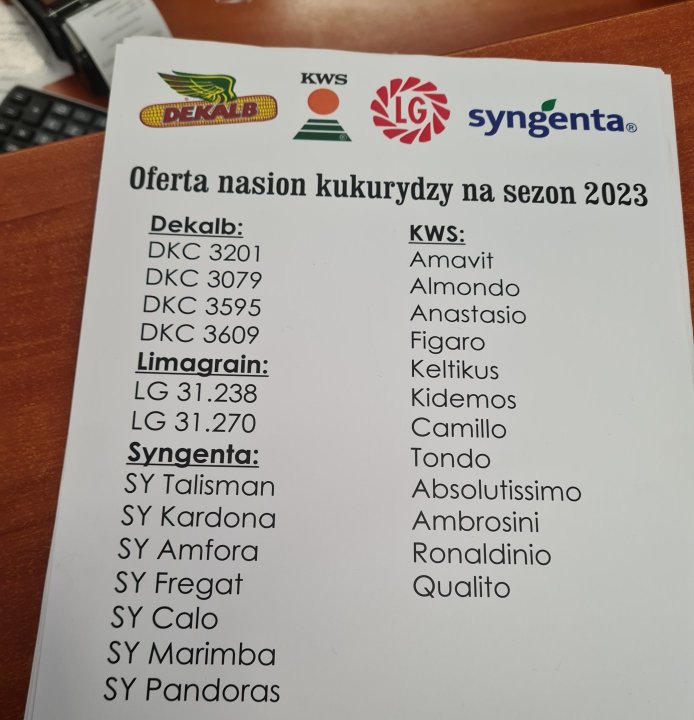 DEKALB
KWS
LG
syngenta®
Oferta nasion kukurydzy na sezon 2023
Dekalb:
DKC 3201
DKC 3079
DKC 3595
DKC 3609
Limagrain:
LG 31.238
LG 31.270
Syngenta:
SY Talisman
SY Kardona
SY Amfora
SY Fregat
SY Calo
SY Marimba
SY Pandoras
KWS:
Amavit
Almondo
Anastasio
Figaro
Keltikus
Kidemos
Camillo
Tondo
Absolutissimo
Ambrosini
Ronaldinio
Qualito